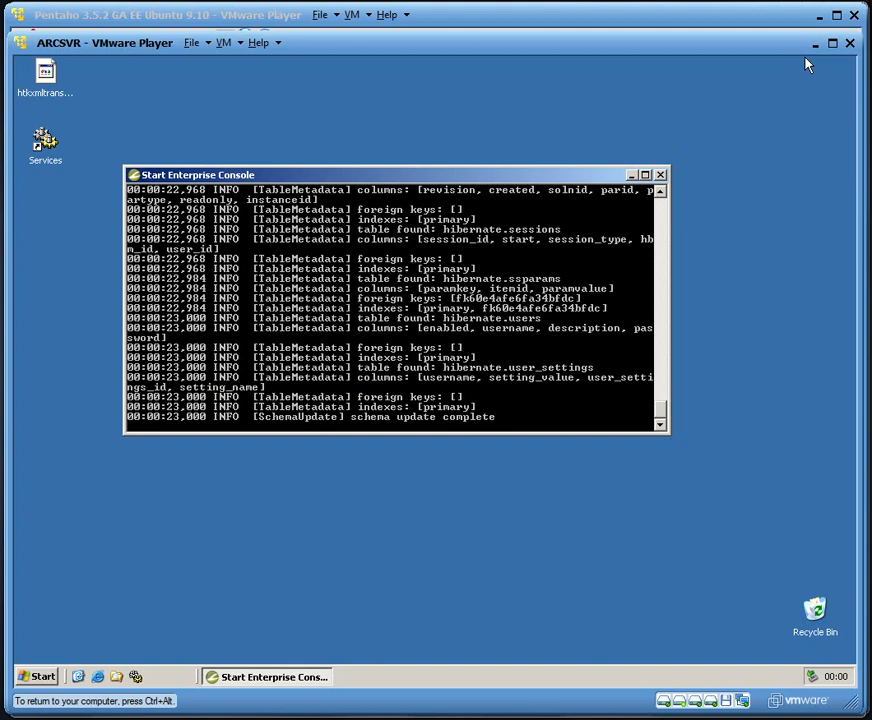 Pentaho 3.5.2 GA EE Ubuntu 9.10 - VMware Player File VM Help
ARCSVR - VMware Player File VM Help
htkxmltrans...
Services
Start Enterprise Console
00:00:22,968 INFO [TableMetadata] columns: [revision, created, solnid, parid, p
artype, readonly, instanceid]
00:00:22,968 INFO [TableMetadata] foreign keys: []
00:00:22,968 INFO [TableMetadata] indexes: [primary]
00:00:22,968 INFO [TableMetadata] table found: hibernate.sessions
00:00:22,968 INFO [TableMetadata] columns: [session_id, start, session_type, hb
m_id, user_id]
00:00:22,968 INFO [TableMetadata] foreign keys: []
00:00:22,968 INFO [TableMetadata] indexes: [primary]
00:00:22,984 INFO [TableMetadata] table found: hibernate.ssparams
00:00:22,984 INFO [TableMetadata] columns: [paramkey, itemid, paramvalue]
00:00:22,984 INFO [TableMetadata] foreign keys: [fk60e4afe6fa34bfdc]
00:00:22,984 INFO [TableMetadata] indexes: [primary, fk60e4afe6fa34bfdc]
00:00:23,000 INFO [TableMetadata] table found: hibernate.users
00:00:23,000 INFO [TableMetadata] columns: [enabled, username, description, pas
sword]
00:00:23,000 INFO [TableMetadata] foreign keys: []
00:00:23,000 INFO [TableMetadata] indexes: [primary]
00:00:23,000 INFO [TableMetadata] table found: hibernate.user_settings
00:00:23,000 INFO [TableMetadata] columns: [username, setting_value, user_setti
ngs_id, setting_name]
00:00:23,000 INFO [TableMetadata] foreign keys: []
00:00:23,000 INFO [TableMetadata] indexes: [primary]
00:00:23,000 INFO [SchemaUpdate] schema update complete
Recycle Bin
Start Start Enterprise Cons... 00:00
To return to your computer, press Ctrl+Alt. vmware